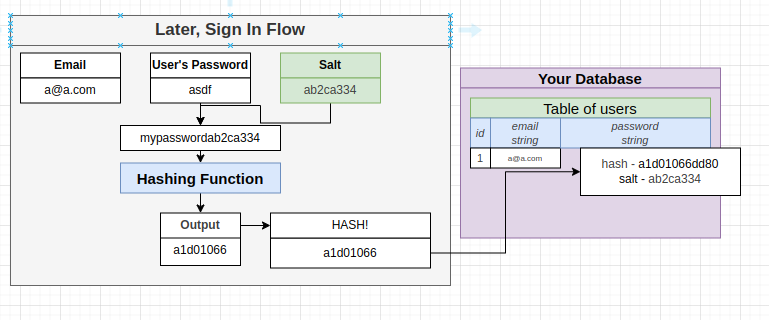 Later, Sign In Flow
Email
a@a.com
User's Password
asdf
Salt
ab2ca334
mypasswordab2ca334
Hashing Function
Output
a1d01066
HASH!
a1d01066
Your Database
Table of users
id
email
string
password
string
1
a@a.com
hash - a1d01066dd80
salt - ab2ca334